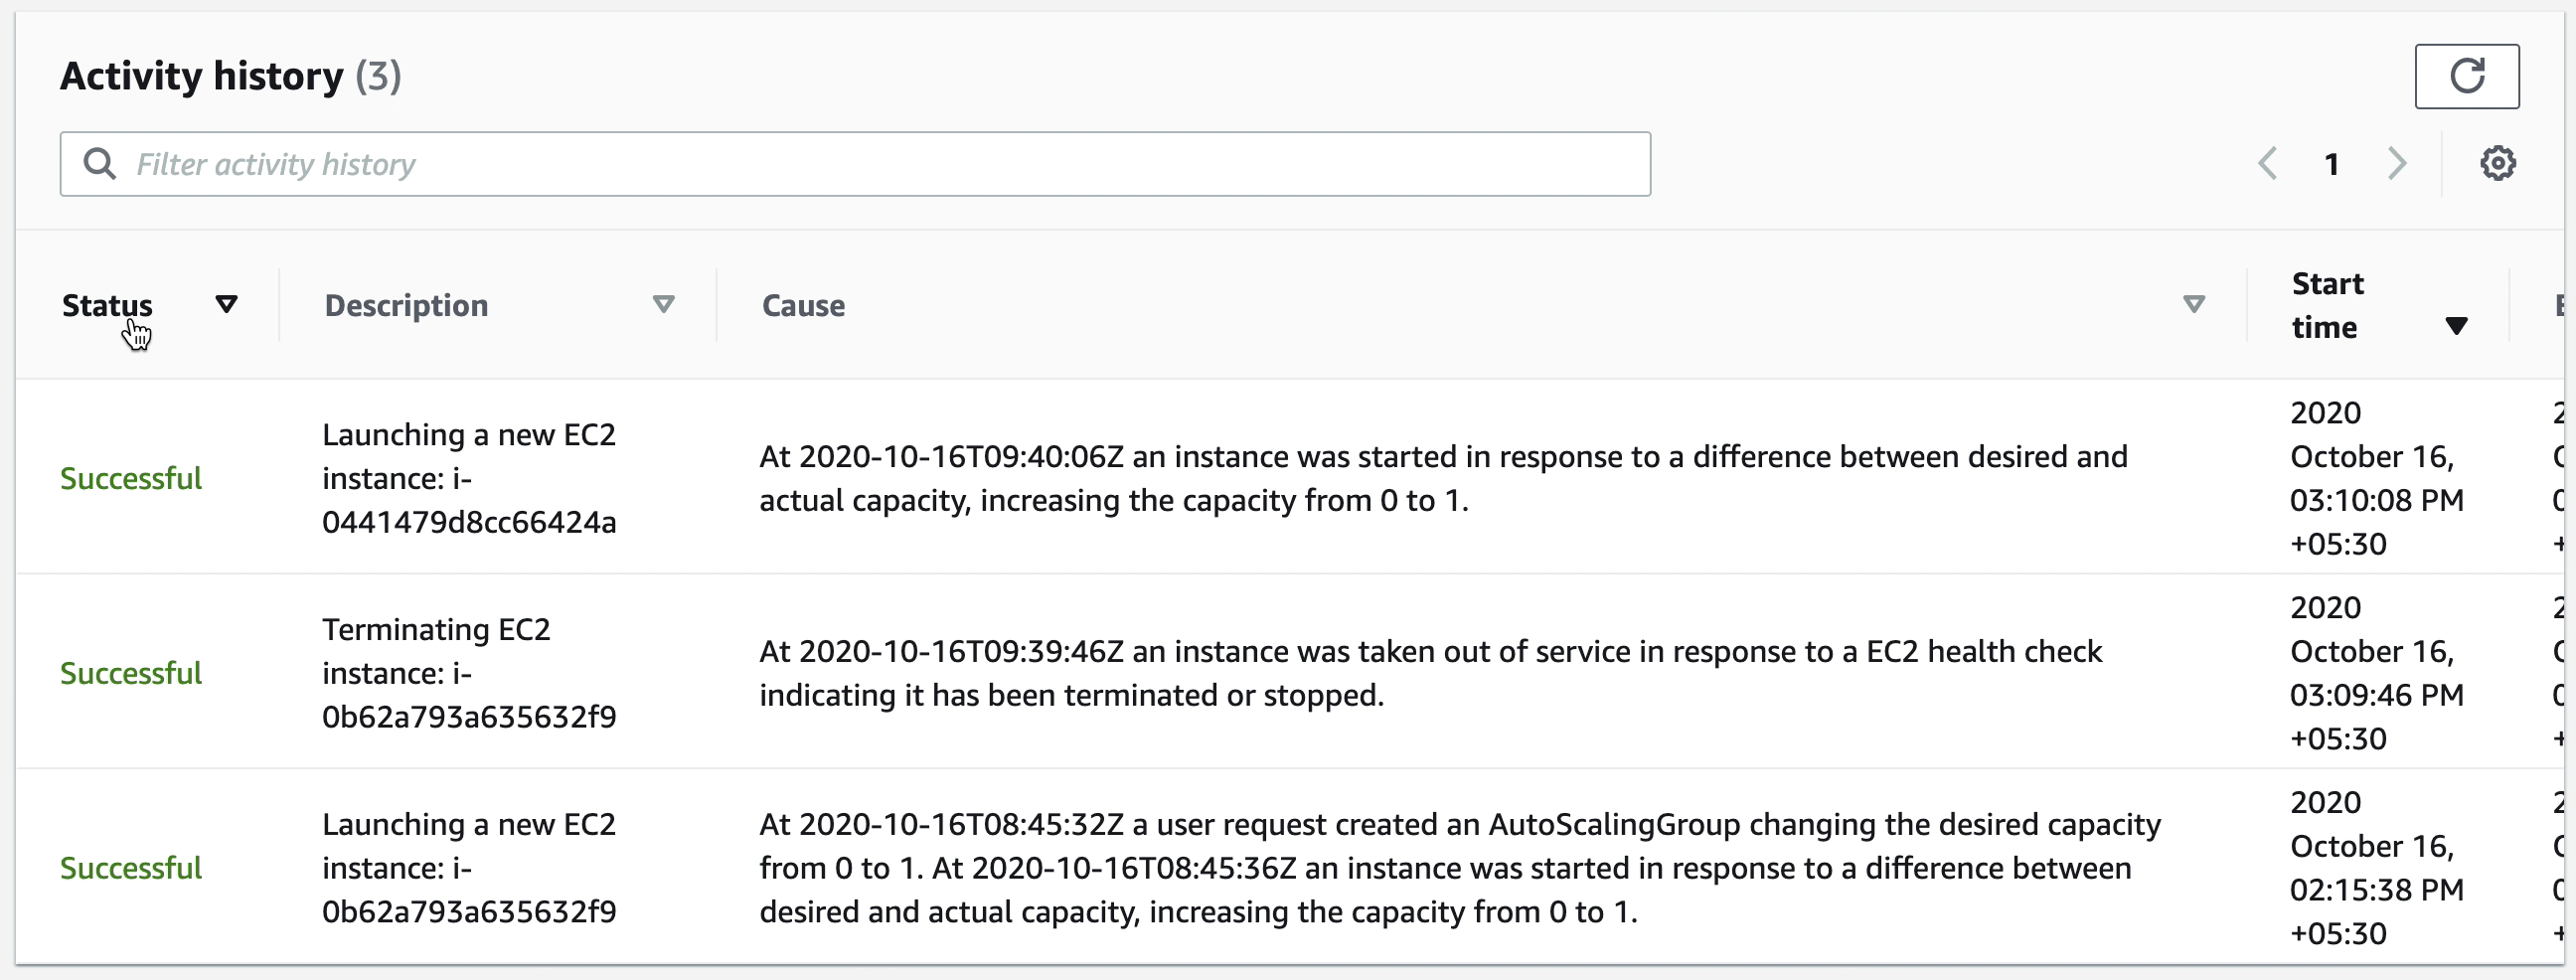 Activity history (3)
Filter activity history
1
Status
Description
Cause
Start
time
Successful
Launching a new EC2
instance: i-
0441479d8cc66424a
At 2020-10-16T09:40:06Z an instance was started in response to a difference between desired and
actual capacity, increasing the capacity from 0 to 1.
2020
October 16,
03:10:08 PM
+05:30
Successful
Terminating EC2
instance: i-
0b62a793a635632f9
At 2020-10-16T09:39:46Z an instance was taken out of service in response to a EC2 health check
indicating it has been terminated or stopped.
2020
October 16,
03:09:46 PM
+05:30
Successful
Launching a new EC2
instance: i-
0b62a793a635632f9
At 2020-10-16T08:45:32Z a user request created an AutoScalingGroup changing the desired capacity
from 0 to 1. At 2020-10-16T08:45:36Z an instance was started in response to a difference between
desired and actual capacity, increasing the capacity from 0 to 1.
2020
October 16,
02:15:38 PM
+05:30